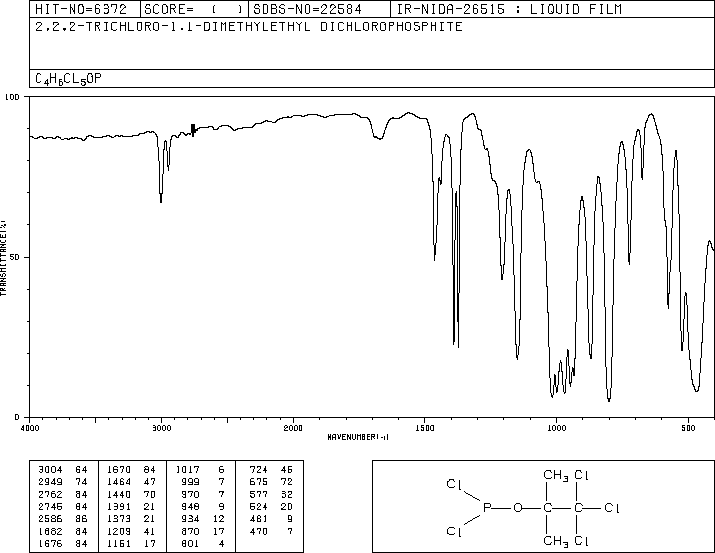 HIT-NO=6372 SCORE= ( ) SDBS-NO=22584 IR-NIDA-26515 : LIQUID FILM
2,2,2-TRICHLORO-1,1-DIMETHYLETHYL DICHLOROPHOSPHITE
C4H6CL5OP
100
50
0
TRANSMITTANCE(%)
4000 3000 2000 1500 1000 500
WAVENUMBER(-1)
3004 64 1670 84 1017 6 724 46
2949 74 1464 47 999 7 675 72
2762 84 1440 70 970 7 577 32
2745 84 1391 21 948 9 524 20
2586 86 1373 21 934 12 481 9
1682 84 1209 41 870 17 470 7
1676 84 1151 17 801 4
Cl CH3 Cl
P O C C Cl
Cl CH3 Cl